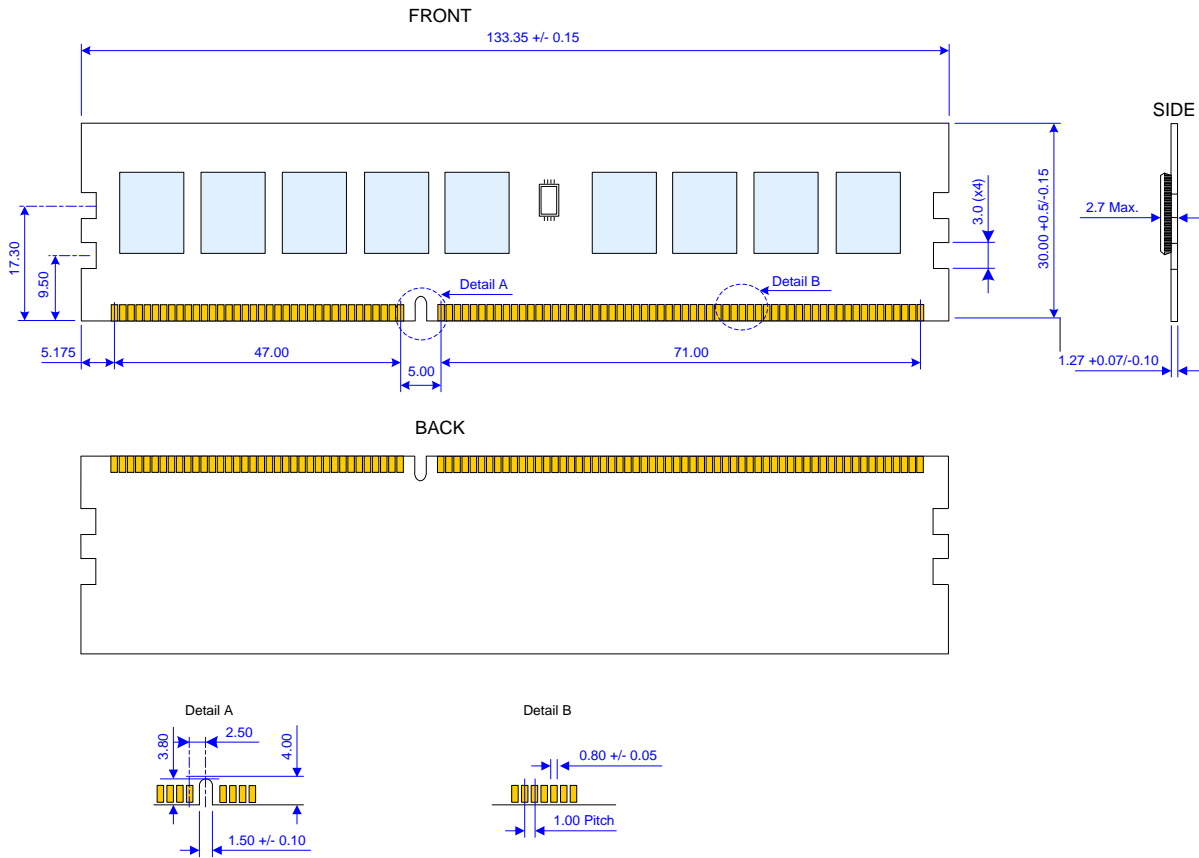 FRONT
133.35 +/- 0.15
SIDE
17.30
9.50
3.0 (x4)
30.00 +0.5/-0.15
2.7 Max.
Detail A
Detail B
5.175
47.00
5.00
71.00
1.27 +0.07/-0.10
BACK
Detail A
3.80
2.50
4.00
1.50 +/- 0.10
Detail B
0.80 +/- 0.05
1.00 Pitch